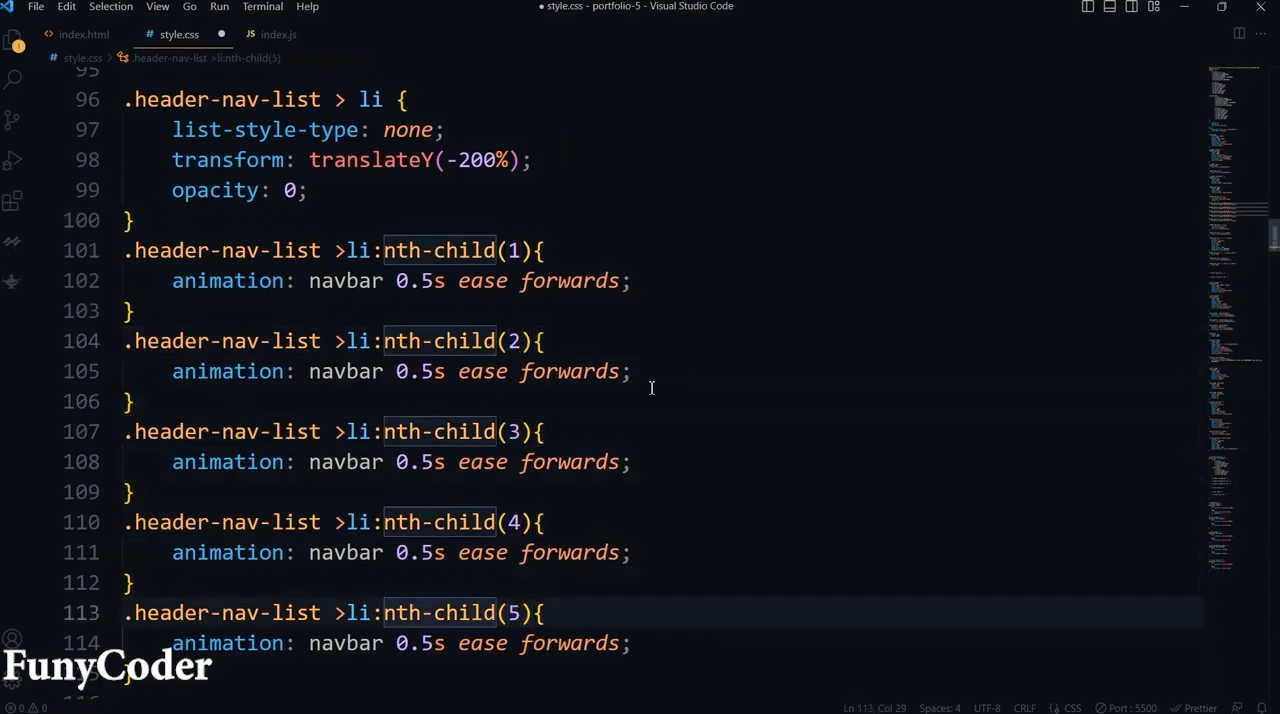 File Edit Selection View Go Run Terminal Help
● style.css - portfolio-5 - Visual Studio Code
index.html
# style.css ●
JS index.js
# style.css > .header-nav-list >li:nth-child(5)
1
95
96 .header-nav-list > li {
97 list-style-type: none;
98 transform: translateY(-200%);
99 opacity: 0;
100 }
101 .header-nav-list >li:nth-child(1){
102 animation: navbar 0.5s ease forwards;
103 }
104 .header-nav-list >li:nth-child(2){
105 animation: navbar 0.5s ease forwards;
106 }
107 .header-nav-list >li:nth-child(3){
108 animation: navbar 0.5s ease forwards;
109 }
110 .header-nav-list >li:nth-child(4){
111 animation: navbar 0.5s ease forwards;
112 }
113 .header-nav-list >li:nth-child(5){
114 animation: navbar 0.5s ease forwards;
}
FunyCoder
0 0
Ln 113, Col 29 Spaces: 4 UTF-8 CRLF {} CSS Port : 5500 Prettier